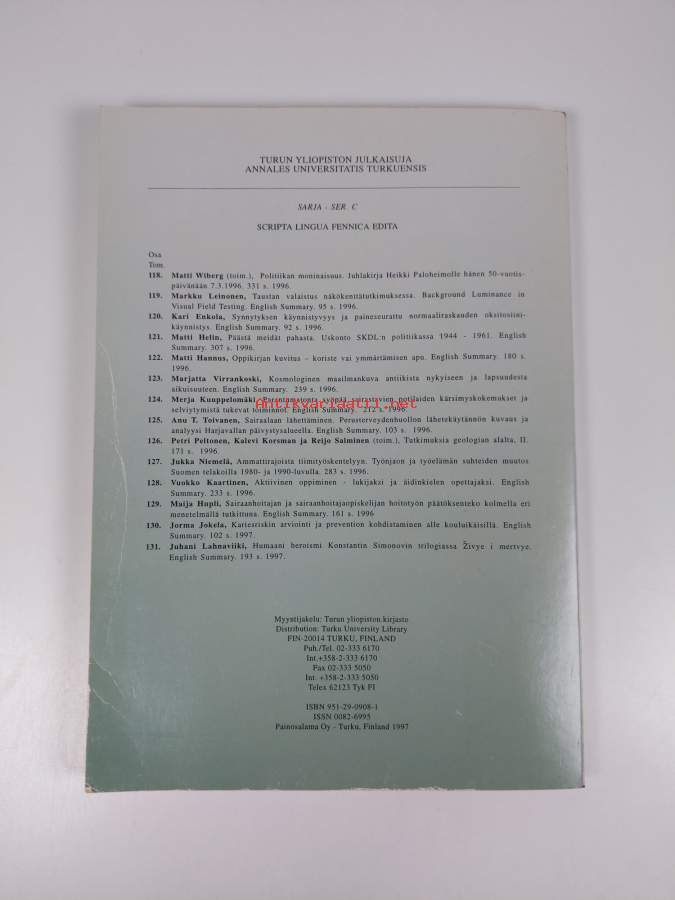 TURUN YLIOPISTON JULKAISUJA
ANNALES UNIVERSITATIS TURKUENSIS
SARJA - SER. C
SCRIPTA LINGUA FENNICA EDITA
Osa
Tom.
118. Matti Wiberg (toim.), Politiikan moninaisuus. Juhlakirja Heikki Paloheimolle hänen 50-vuotis-
päivänään 7.3.1996. 331 s. 1996.
119. Markku Leinonen, Taustan valaistus näkökenttätutkimuksessa. Background Luminance in
Visual Field Testing. English Summary. 95 s. 1996.
120. Kari Enkola, Synnytyksen käynnistyvyys ja paineseurattu normaaliraskauden oksitosiini-
käynnistys. English Summary. 92 s. 1996.
121. Matti Helin, Päästä meidät pahasta. Uskonto SKDL:n politiikassa 1944 - 1961. English
Summary. 307 s. 1996.
122. Matti Hannus, Oppikirjan kuvitus - koriste vai ymmärtämisen apu. English Summary. 180 s.
1996.
123. Marjatta Virrankoski, Kosmologinen maailmankuva antiikista nykyiseen ja lapsuudesta
aikuisuuteen. English Summary. 239 s. 1996.
124. Merja Kuuppelomäki, Parantumatonta syöpää sairastavien potilaiden kärsimyskokemukset ja
selviytymistä tukevat toiminnot. English Summary. 212 s. 1996.
Antikvariaatit.net
125. Anu T. Toivanen, Sairaalaan lähettäminen. Perusterveydenhuollon lähetekäytännön kuvaus ja
analyysi Harjavallan päivystysalueella. English Summary. 103 s. 1996.
126. Petri Peltonen, Kalevi Korsman ja Reijo Salminen (toim.), Tutkimuksia geologian alalta, II.
171 s. 1996.
127. Jukka Niemelä, Ammattirajoista tiimityöskentelyyn. Työnjaon ja työelämän suhteiden muutos
Suomen telakoilla 1980- ja 1990-luvulla. 283 s. 1996.
128. Vuokko Kaartinen, Aktiivinen oppiminen - lukijaksi ja äidinkielen opettajaksi. English
Summary. 233 s. 1996.
129. Maija Hupli, Sairaanhoitajan ja sairaanhoitajaopiskelijan hoitotyön päätöksenteko kolmella eri
menetelmällä tutkittuna. English Summary. 161 s. 1996
130. Jorma Jokela, Kariesriskin arviointi ja prevention kohdistaminen alle kouluikäisillä. English
Summary. 102 s. 1997.
131. Juhani Lahnaviiki, Humaani heroismi Konstantin Simonovin trilogiassa Živye i mertvye.
English Summary. 193 s. 1997.
Myyntijakelu: Turun yliopiston kirjasto
Distribution: Turku University Library
FIN-20014 TURKU, FINLAND
Puh./Tel. 02-333 6170
Int.+358-2-333 6170
Fax 02-333 5050
Int. +358-2-333 5050
Telex 62123 Tyk FI
ISBN 951-29-0908-1
ISSN 0082-6995
Painosalama Oy - Turku, Finland 1997